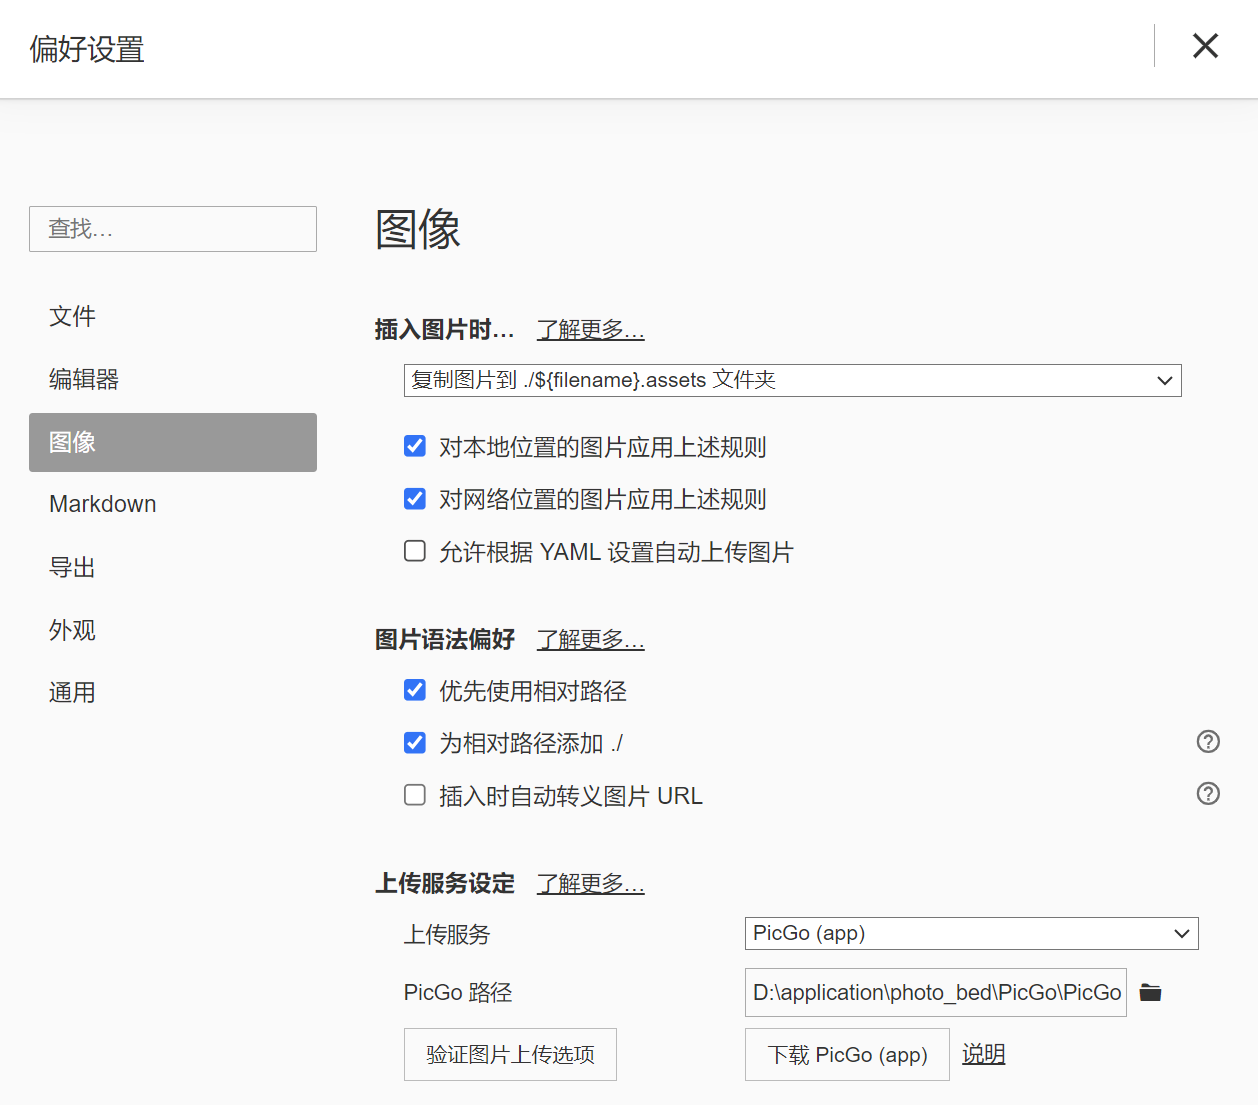 偏好设置
查找…
文件
编辑器
图像
Markdown
导出
外观
通用
图像
插入图片时… 了解更多…
复制图片到 ./${filename}.assets 文件夹
对本地位置的图片应用上述规则
对网络位置的图片应用上述规则
允许根据 YAML 设置自动上传图片
图片语法偏好 了解更多…
优先使用相对路径
为相对路径添加 ./
插入时自动转义图片 URL
上传服务设定 了解更多…
上传服务 PicGo (app)
PicGo 路径 D:\application\photo_bed\PicGo\PicGo
验证图片上传选项 下载 PicGo (app) 说明